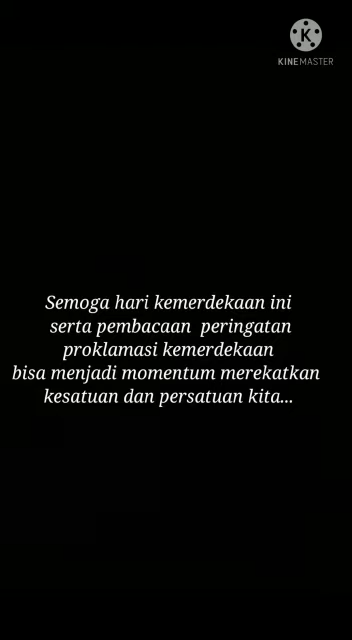 KINEMASTER
Semoga hari kemerdekaan ini
serta pembacaan  peringatan
proklamasi kemerdekaan
bisa menjadi momentum merekatkan
kesatuan dan persatuan kita...